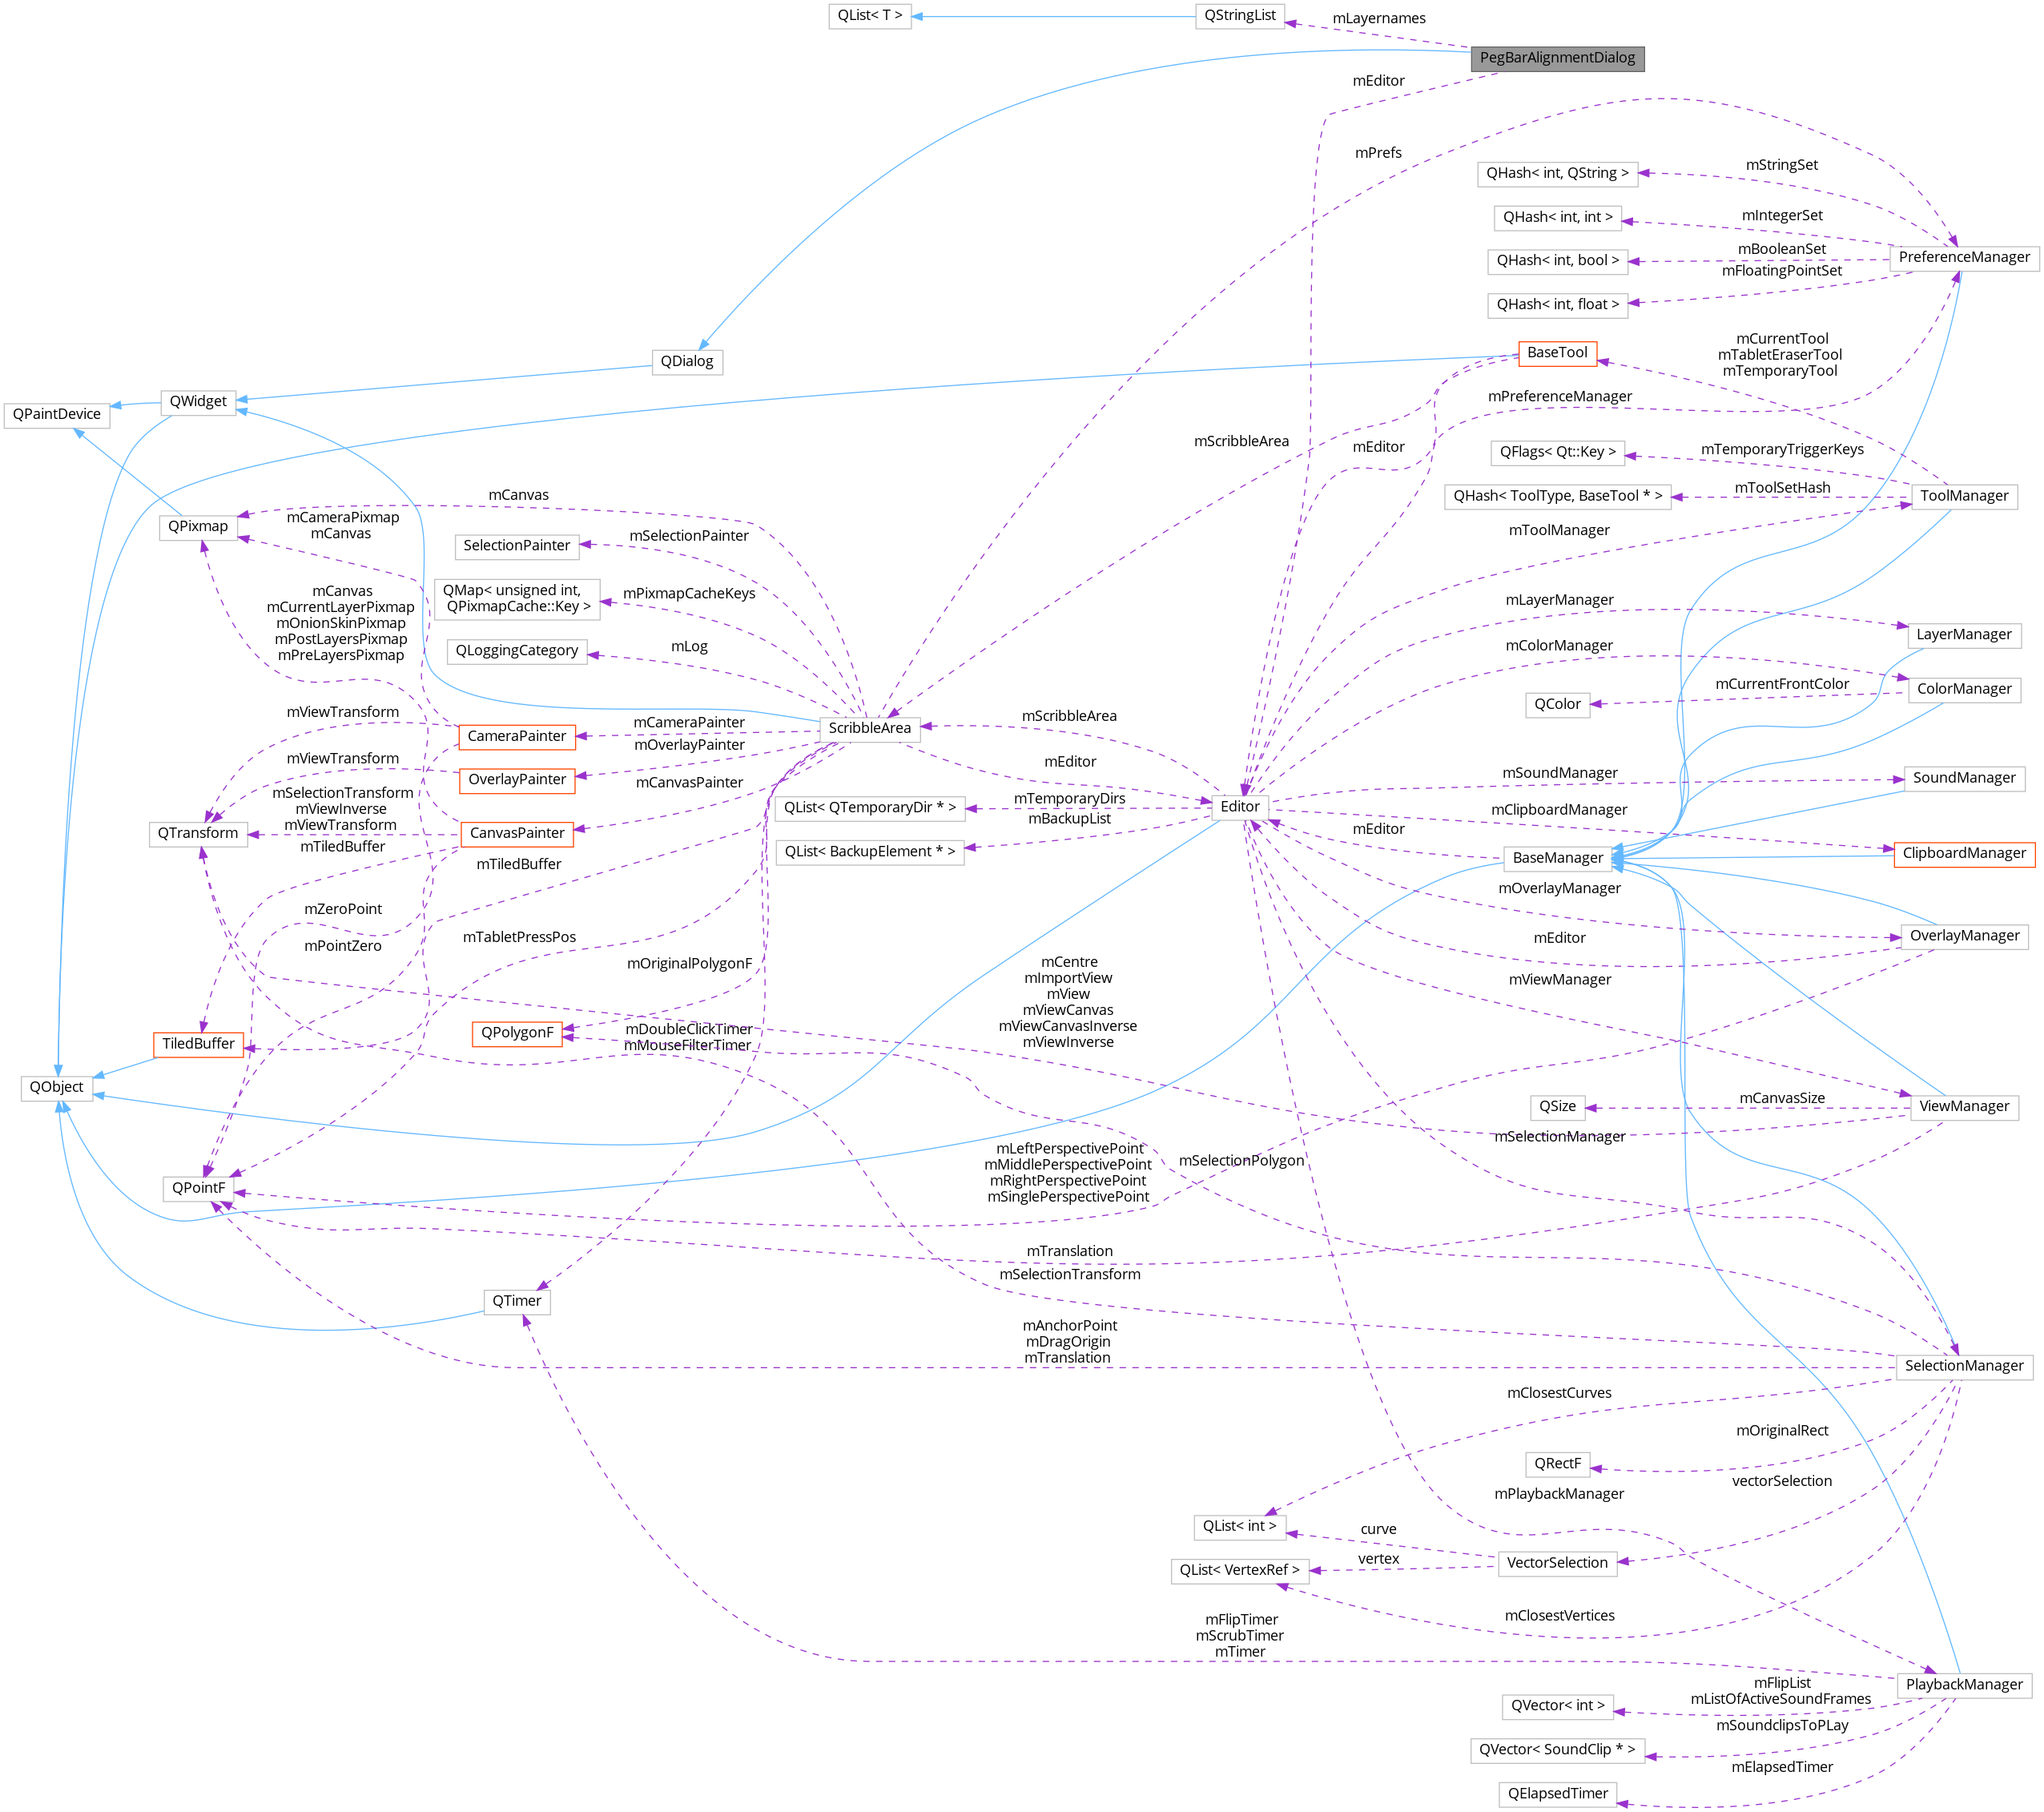 QList< T >
QStringList
mLayernames
PegBarAlignmentDialog
mEditor
mPrefs
mStringSet
QHash< int, QString >
mIntegerSet
QHash< int, int >
mBooleanSet
PreferenceManager
QHash< int, bool >
mFloatingPointSet
QHash< int, float >
QDialog
BaseTool
mCurrentTool
mTabletEraserTool
mTemporaryTool
QWidget
QPaintDevice
mPreferenceManager
mScribbleArea
mEditor
QFlags< Qt::Key >
mTemporaryTriggerKeys
mCanvas
QHash< ToolType, BaseTool * >
mToolSetHash
ToolManager
QPixmap
mCameraPixmap
mCanvas
mToolManager
SelectionPainter
mSelectionPainter
QMap< unsigned int,
QPixmapCache::Key >
mPixmapCacheKeys
mCanvas
mCurrentLayerPixmap
mOnionSkinPixmap
mPostLayersPixmap
mPreLayersPixmap
mLayerManager
LayerManager
QLoggingCategory
mLog
mColorManager
mCurrentFrontColor
ColorManager
QColor
mViewTransform
CameraPainter
mCameraPainter
ScribbleArea
mScribbleArea
mOverlayPainter
mViewTransform
OverlayPainter
mEditor
mSoundManager
SoundManager
mCanvasPainter
mSelectionTransform
mViewInverse
mViewTransform
QTransform
CanvasPainter
QList< QTemporaryDir * >
mTemporaryDirs
Editor
mClipboardManager
mBackupList
mEditor
mTiledBuffer
QList< BackupElement * >
BaseManager
ClipboardManager
mTiledBuffer
mOverlayManager
mZeroPoint
mPointZero
mTabletPressPos
mEditor
OverlayManager
mOriginalPolygonF
mCentre
mImportView
mView
mViewCanvas
mViewCanvasInverse
mViewInverse
mViewManager
QPolygonF
mDoubleClickTimer
mMouseFilterTimer
TiledBuffer
QObject
QSize
mCanvasSize
ViewManager
mSelectionManager
mLeftPerspectivePoint
mMiddlePerspectivePoint
mRightPerspectivePoint
mSinglePerspectivePoint
mSelectionPolygon
QPointF
mTranslation
mSelectionTransform
QTimer
mAnchorPoint
mDragOrigin
mTranslation
SelectionManager
mClosestCurves
mOriginalRect
QRectF
vectorSelection
mPlaybackManager
QList< int >
curve
vertex
VectorSelection
QList< VertexRef >
mClosestVertices
mFlipTimer
mScrubTimer
mTimer
PlaybackManager
mFlipList
mListOfActiveSoundFrames
QVector< int >
mSoundclipsToPLay
QVector< SoundClip * >
mElapsedTimer
QElapsedTimer